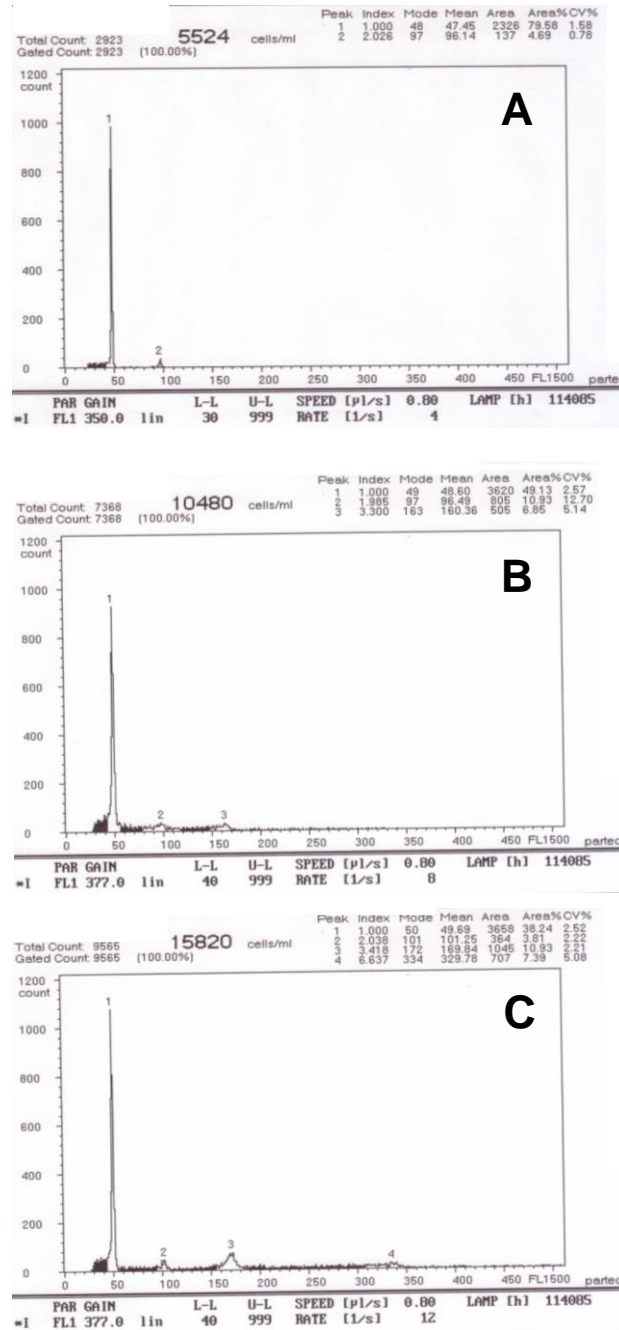 Peak Index Mode Mean Area Area% CV%
1 1.000 48 47.45 2326 79.58 1.58
2 2.026 97 96.14 137 4.69 0.78
Total Count 2923 5524 cells/ml
Gated Count 2923 (100.00%)
1200
count
1000
800
600
400
200
0
A
1
2
0 50 100 150 200 250 300 350 400 450 FL1500 partec
PAR GAIN L-L U-L SPEED [µl/s] 0.80 LAMP [h] 114085
*I FL1 350.0 lin 30 999 RATE [1/s] 4
Peak Index Mode Mean Area Area% CV%
1 1.000 49 48.60 3620 49.13 2.57
2 1.985 97 96.49 805 10.93 12.70
3 3.300 163 160.36 505 6.85 5.14
Total Count 7368 10480 cells/ml
Gated Count 7368 (100.00%)
1200
count
1000
800
600
400
200
0
B
1
2
3
0 50 100 150 200 250 300 350 400 450 FL1500 partec
PAR GAIN L-L U-L SPEED [µl/s] 0.80 LAMP [h] 114085
*I FL1 377.0 lin 40 999 RATE [1/s] 8
Peak Index Mode Mean Area Area% CV%
1 1.000 50 49.69 3658 38.24 2.52
2 2.038 101 101.25 364 3.81 2.22
3 3.418 172 169.84 1045 10.93 2.21
4 6.637 334 329.78 707 7.39 5.08
Total Count 9565 15820 cells/ml
Gated Count 9565 (100.00%)
1200
count
1000
800
600
400
200
0
C
1
2
3
4
0 50 100 150 200 250 300 350 400 450 FL1500 partec
PAR GAIN L-L U-L SPEED [µl/s] 0.80 LAMP [h] 114085
*I FL1 377.0 lin 40 999 RATE [1/s] 12